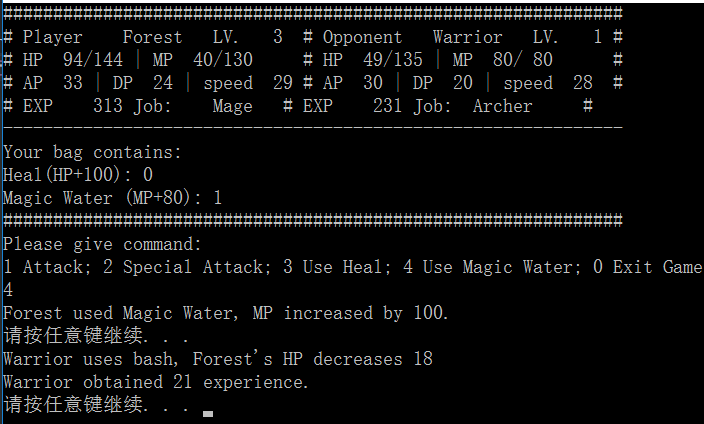 ##############################################################
# Player    Forest   LV.   3  # Opponent   Warrior   LV.   1 #
# HP  94/144 | MP  40/130     # HP  49/135 | MP  80/ 80      #
# AP  33 | DP  24 | speed  29 # AP  30 | DP  20 | speed  28  #
# EXP    313 Job:    Mage   # EXP    231 Job:  Archer     #
--------------------------------------------------------------
Your bag contains:
Heal(HP+100): 0
Magic Water (MP+80): 1
##############################################################
Please give command:
1 Attack; 2 Special Attack; 3 Use Heal; 4 Use Magic Water; 0 Exit Game
4
Forest used Magic Water, MP increased by 100.
请按任意键继续. . .
Warrior uses bash, Forest's HP decreases 18
Warrior obtained 21 experience.
请按任意键继续. . .